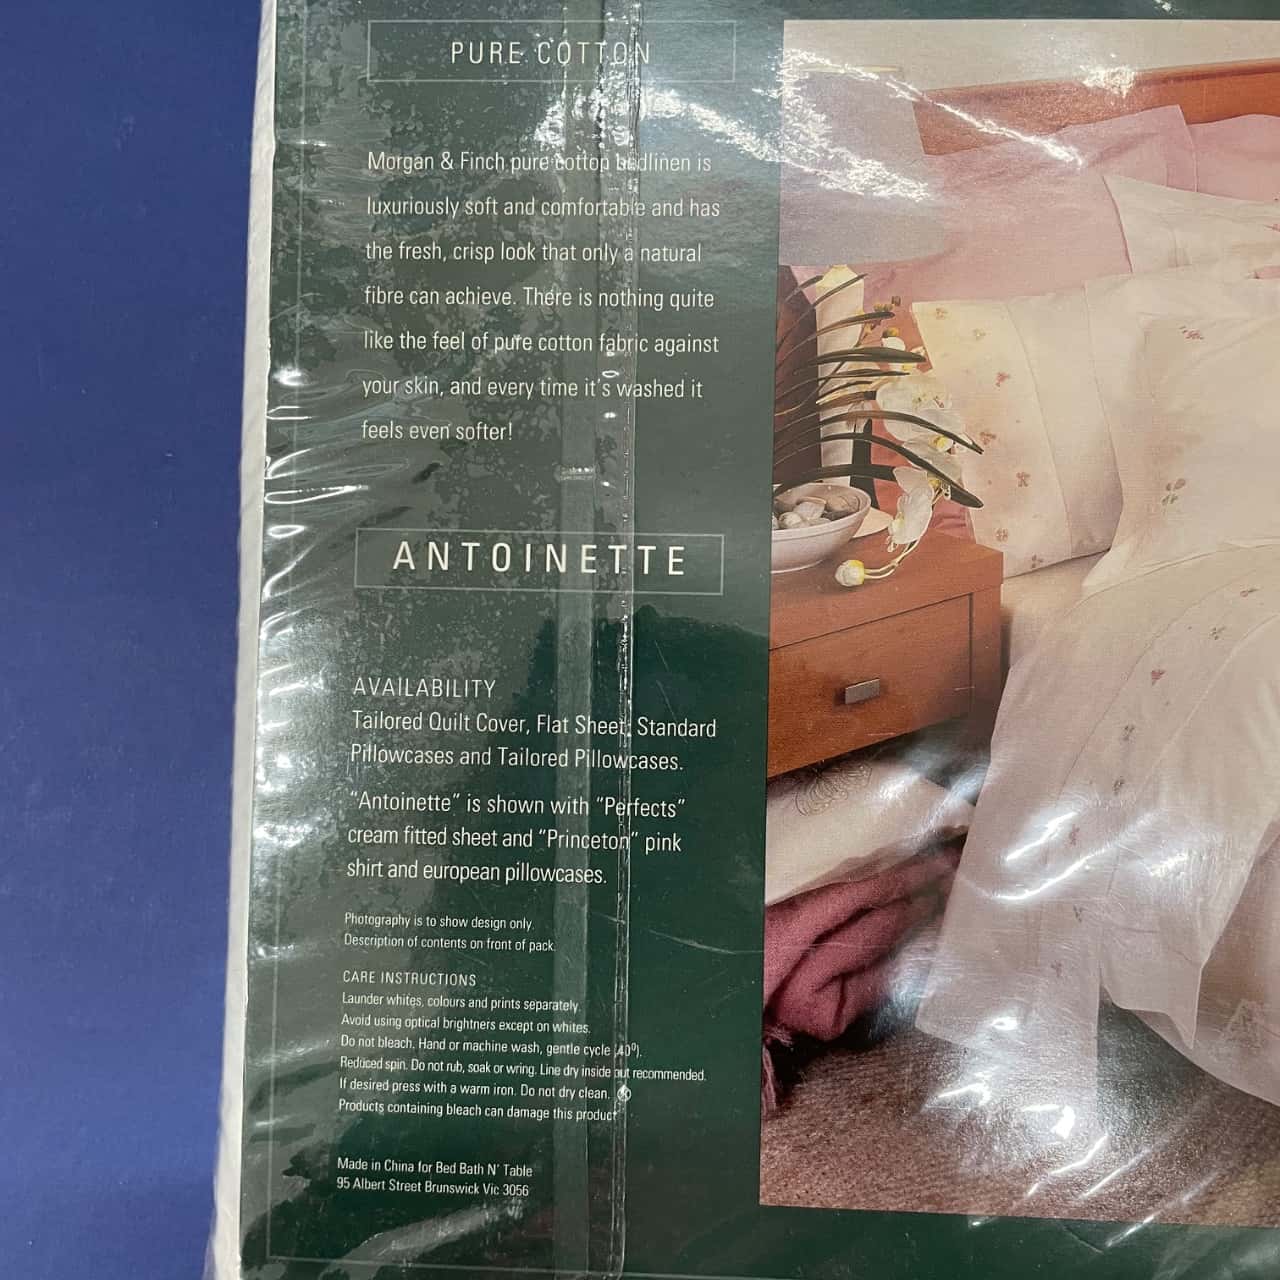 PURE COTTON
Morgan & Finch pure cotton bedlinen is
luxuriously soft and comfortable and has
the fresh, crisp look that only a natural
fibre can achieve. There is nothing quite
like the feel of pure cotton fabric against
your skin, and every time it's washed it
feels even softer!
ANTOINETTE
AVAILABILITY
Tailored Quilt Cover, Flat Sheet, Standard
Pillowcases and Tailored Pillowcases.
“Antoinette” is shown with “Perfects”
cream fitted sheet and “Princeton” pink
shirt and european pillowcases.
Photography is to show design only.
Description of contents on front of pack.
CARE INSTRUCTIONS
Launder whites, colours and prints separately.
Avoid using optical brightners except on whites.
Do not bleach. Hand or machine wash, gentle cycle (40⁰).
Reduced spin. Do not rub, soak or wring. Line dry inside out recommended.
If desired press with a warm iron. Do not dry clean.
Products containing bleach can damage this product
Made in China for Bed Bath N' Table
95 Albert Street Brunswick Vic 3056